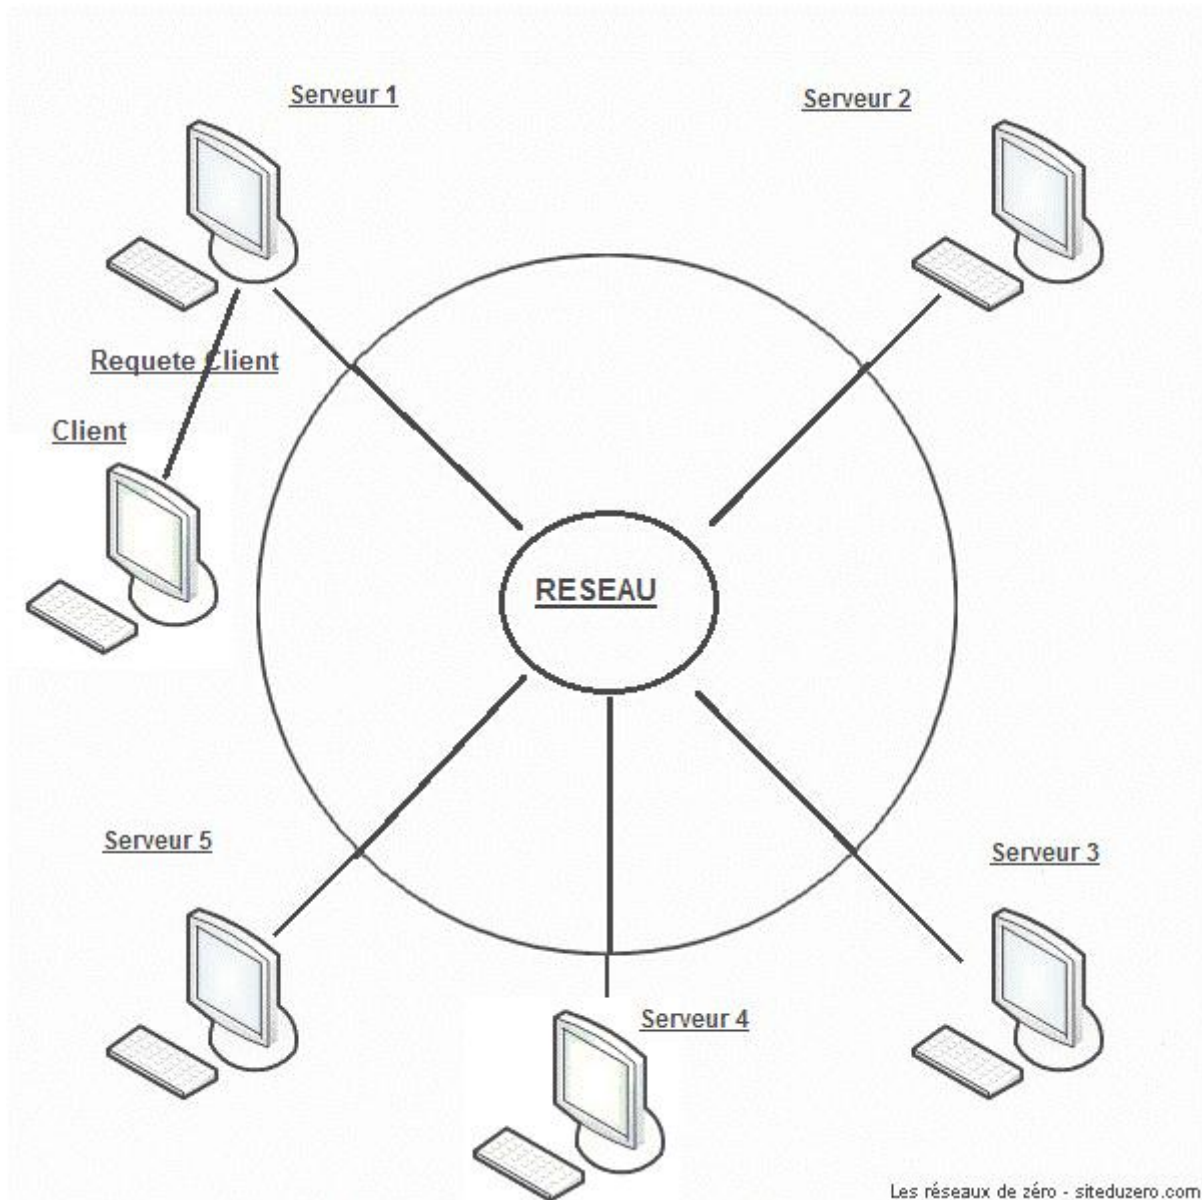 Serveur 1
Serveur 2
Requete Client
Client
RESEAU
Serveur 5
Serveur 3
Serveur 4
Les réseaux de zéro - siteduzero.com